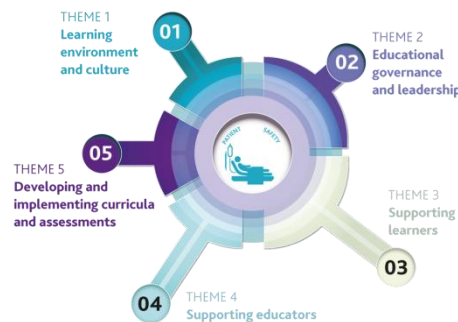 THEME 1
Learning
environment
and culture
01
THEME 2
Educational
governance
and leadership
02
PATIENT SAFETY
THEME 5
Developing and
implementing curricula
and assessments
05
THEME 3
Supporting
learners
03
04
THEME 4
Supporting educators